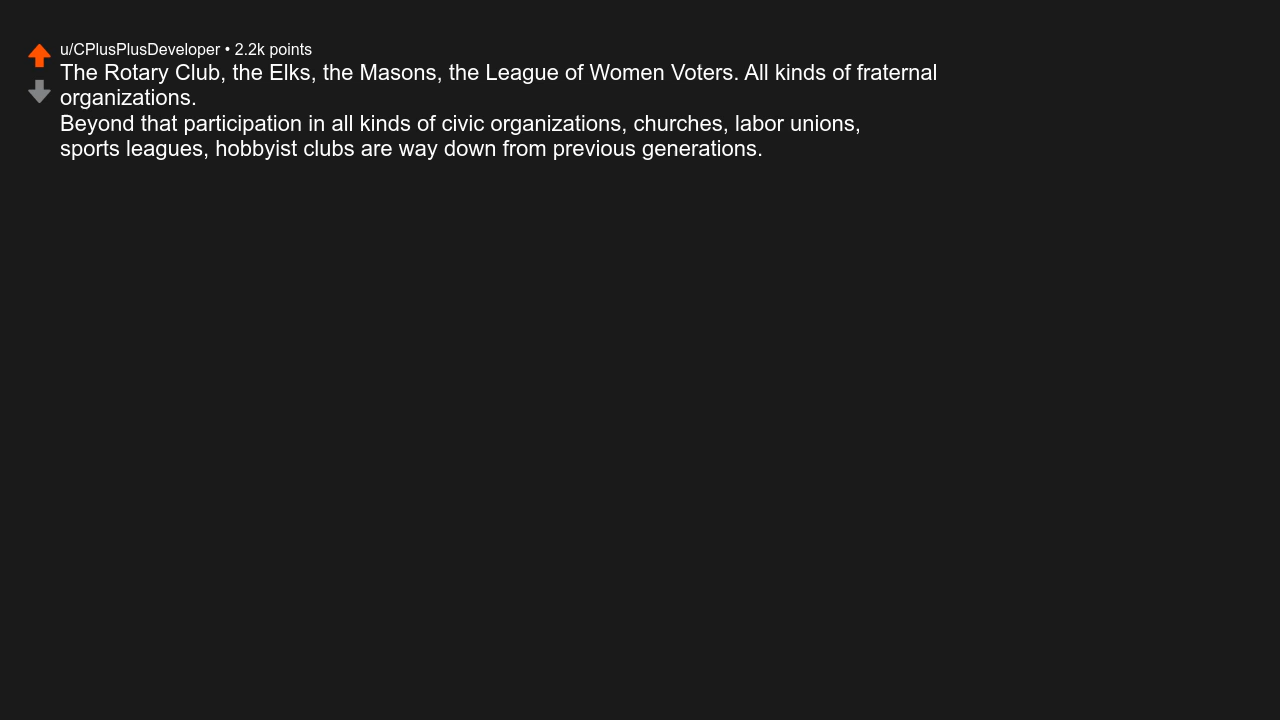 u/CPlusPlusDeveloper • 2.2k points
The Rotary Club, the Elks, the Masons, the League of Women Voters. All kinds of fraternal
organizations.
Beyond that participation in all kinds of civic organizations, churches, labor unions,
sports leagues, hobbyist clubs are way down from previous generations.